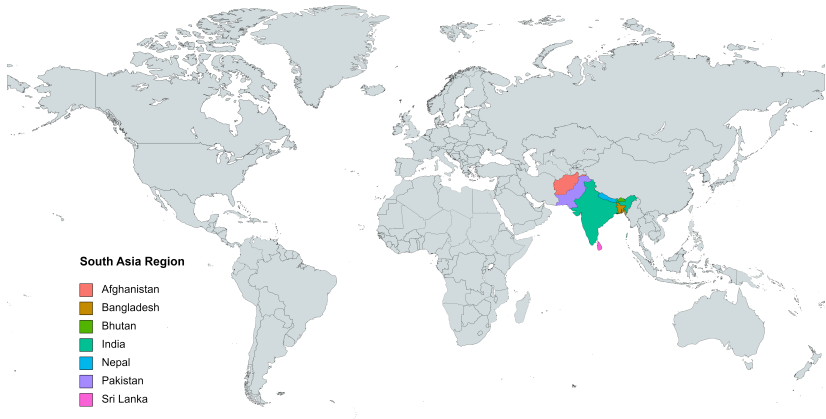 South Asia Region
Afghanistan
Bangladesh
Bhutan
India
Nepal
Pakistan
Sri Lanka